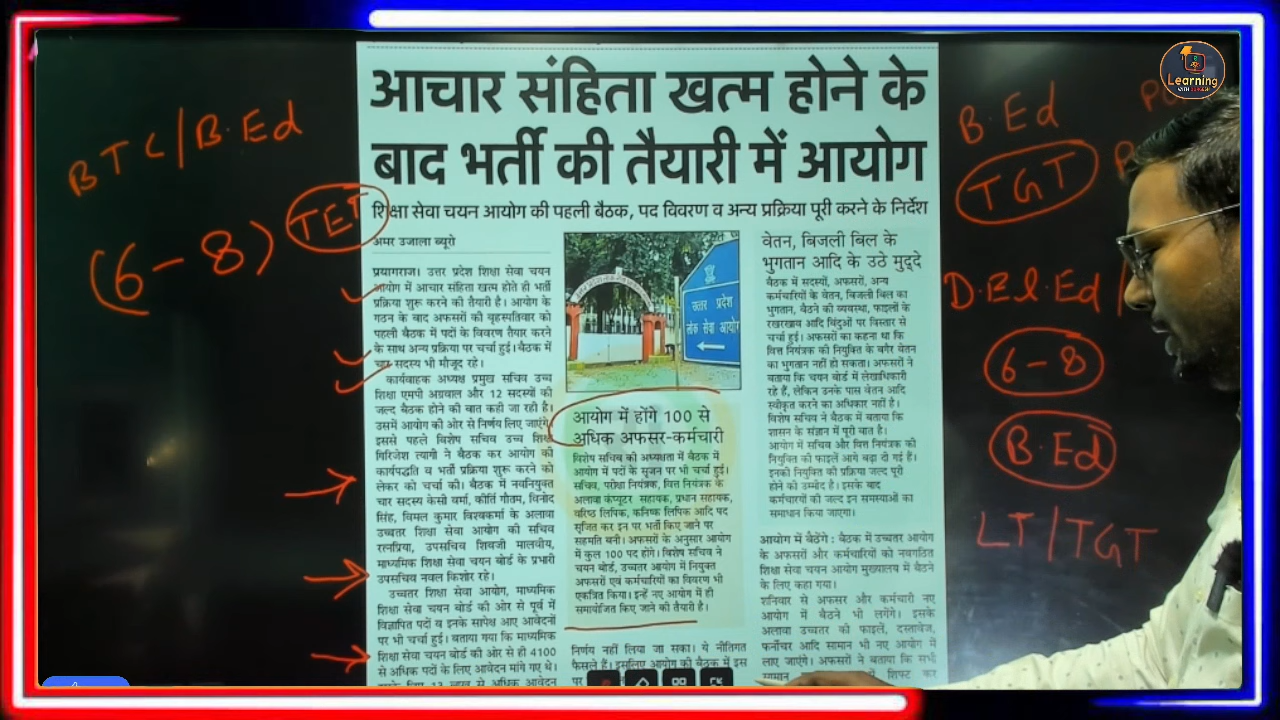 आचार संहिता खत्म होने के
बाद भर्ती की तैयारी में आयोग
शिक्षा सेवा चयन आयोग की पहली बैठक, पद विवरण व अन्य प्रक्रिया पूरी करने के निर्देश
अमर उजाला ब्यूरो
प्रयागराज। उत्तर प्रदेश शिक्षा सेवा चयन
आयोग में आचार संहिता खत्म होते ही भर्ती
प्रक्रिया शुरू करने की तैयारी है। आयोग के
गठन के बाद अफसरों की बृहस्पतिवार को
पहली बैठक में पदों के विवरण तैयार करने
के साथ अन्य प्रक्रिया पर चर्चा हुई। बैठक में
चार सदस्य भी मौजूद रहे।
कार्यवाहक अध्यक्ष प्रमुख सचिव उच्च
शिक्षा एमपी अग्रवाल और 12 सदस्यों की
जल्द बैठक होने की बात कही जा रही है।
उसमें आयोग की ओर से निर्णय लिए जाएंगे।
इससे पहले विशेष सचिव उच्च शिक्षा
गिरिजेश त्यागी ने बैठक कर आयोग की
कार्यपद्धति व भर्ती प्रक्रिया शुरू करने को
लेकर को चर्चा की। बैठक में नवनियुक्त
चार सदस्य केसी वर्मा, कीर्ति गौतम, विनोद
सिंह, विमल कुमार विश्वकर्मा के अलावा
उच्चतर शिक्षा सेवा आयोग की सचिव
रत्नप्रिया, उपसचिव शिवजी मालवीय,
माध्यमिक शिक्षा सेवा चयन बोर्ड के प्रभारी
उपसचिव नवल किशोर रहे।
उच्चतर शिक्षा सेवा आयोग, माध्यमिक
शिक्षा सेवा चयन बोर्ड की ओर से पूर्व में
विज्ञापित पदों व इनके सापेक्ष आए आवेदनों
पर भी चर्चा हुई। बताया गया कि माध्यमिक
शिक्षा सेवा चयन बोर्ड की ओर से ही 4100
से अधिक पदों के लिए आवेदन मांगे गए थे।
इसके लिए 13 लाख से अधिक आवेदन
उत्तर प्रदेश
लोक सेवा आयोग
आयोग में होंगे 100 से
अधिक अफसर-कर्मचारी
विशेष सचिव की अध्यक्षता में बैठक में
आयोग में पदों के सृजन पर भी चर्चा हुई।
सचिव, परीक्षा नियंत्रक, वित्त नियंत्रक के
अलावा कंप्यूटर सहायक, प्रधान सहायक,
वरिष्ठ लिपिक, कनिष्क लिपिक आदि पद
सृजित कर इन पर भर्ती किए जाने पर
सहमति बनी। अफसरों के अनुसार आयोग
में कुल 100 पद होंगे। विशेष सचिव ने
चयन बोर्ड, उच्चतर आयोग में नियुक्त
अफसरों एवं कर्मचारियों का विवरण भी
एकत्रित किया। इन्हें नए आयोग में ही
समायोजित किए जाने की तैयारी है।
निर्णय नहीं लिया जा सका। ये नीतिगत
फैसले हैं। इसलिए आयोग की बैठक में इस
पर
वेतन, बिजली बिल के
भुगतान आदि के उठे मुद्दे
बैठक में सदस्यों, अफसरों, अन्य
कर्मचारियों के वेतन, बिजली बिल का
भुगतान, बैठने की व्यवस्था, फाइलों के
रखरखाव आदि बिंदुओं पर विस्तार से
चर्चा हुई। अफसरों का कहना था कि
वित्त नियंत्रक की नियुक्ति के बगैर वेतन
का भुगतान नहीं हो सकता। अफसरों ने
बताया कि चयन बोर्ड में लेखाधिकारी
रहे हैं, लेकिन उनके पास वेतन आदि
स्वीकृत करने का अधिकार नहीं है।
विशेष सचिव ने बैठक में बताया कि
शासन के संज्ञान में पूरी बात है।
आयोग में सचिव और वित्त नियंत्रक की
नियुक्ति की फाइलें आगे बढ़ा दी गई हैं।
इनकी नियुक्ति की प्रक्रिया जल्द पूरी
होने की उम्मीद है। इसके बाद
कर्मचारियों की जल्द इन समस्याओं का
समाधान किया जाएगा।
आयोग में बैठेंगे : बैठक में उच्चतर आयोग
के अफसरों और कर्मचारियों को नवगठित
शिक्षा सेवा चयन आयोग मुख्यालय में बैठने
के लिए कहा गया।
शनिवार से अफसर और कर्मचारी नए
आयोग में बैठने भी लगेंगे। इसके
अलावा उच्चतर की फाइलें, दस्तावेज,
फर्नीचर आदि सामान भी नए आयोग में
लाए जाएंगे। अफसरों ने बताया कि सभी
सामान शिफ्ट कर
BTC/B.Ed
(6-8) TET
B.Ed
TGT
D.El.Ed/
6-8
B.Ed
LT/TGT
Learning